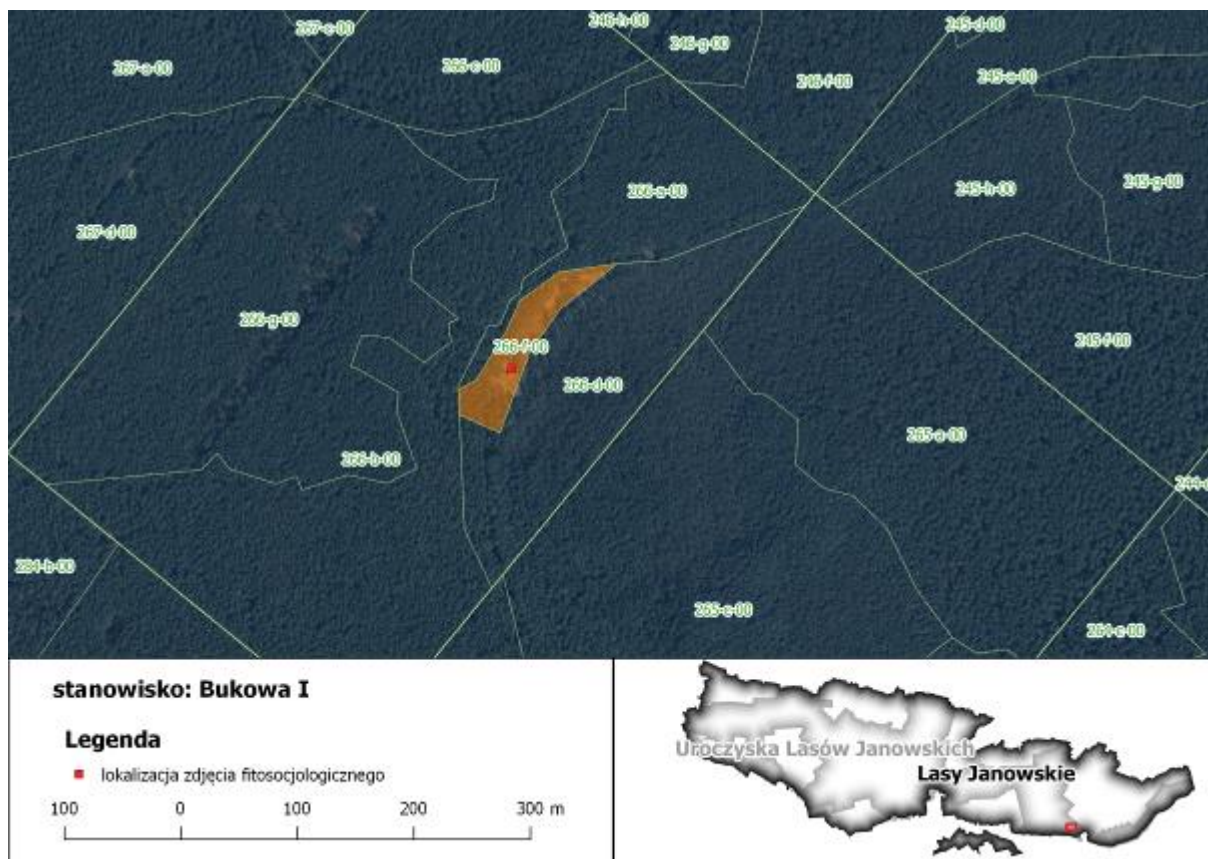 267-c-00
246-h-00
245-d-00
246-g-00
267-a-00
266-c-00
246-f-00
245-a-00
266-a-00
245-h-00
245-g-00
267-d-00
266-g-00
266-f-00
245-f-00
266-d-00
265-a-00
266-b-00
284-b-00
265-c-00
264-c-00
stanowisko: Bukowa I
Legenda
lokalizacja zdjęcia fitosocjologicznego
100 0 100 200 300 m
Uroczyska Lasów Janowskich
Lasy Janowskie